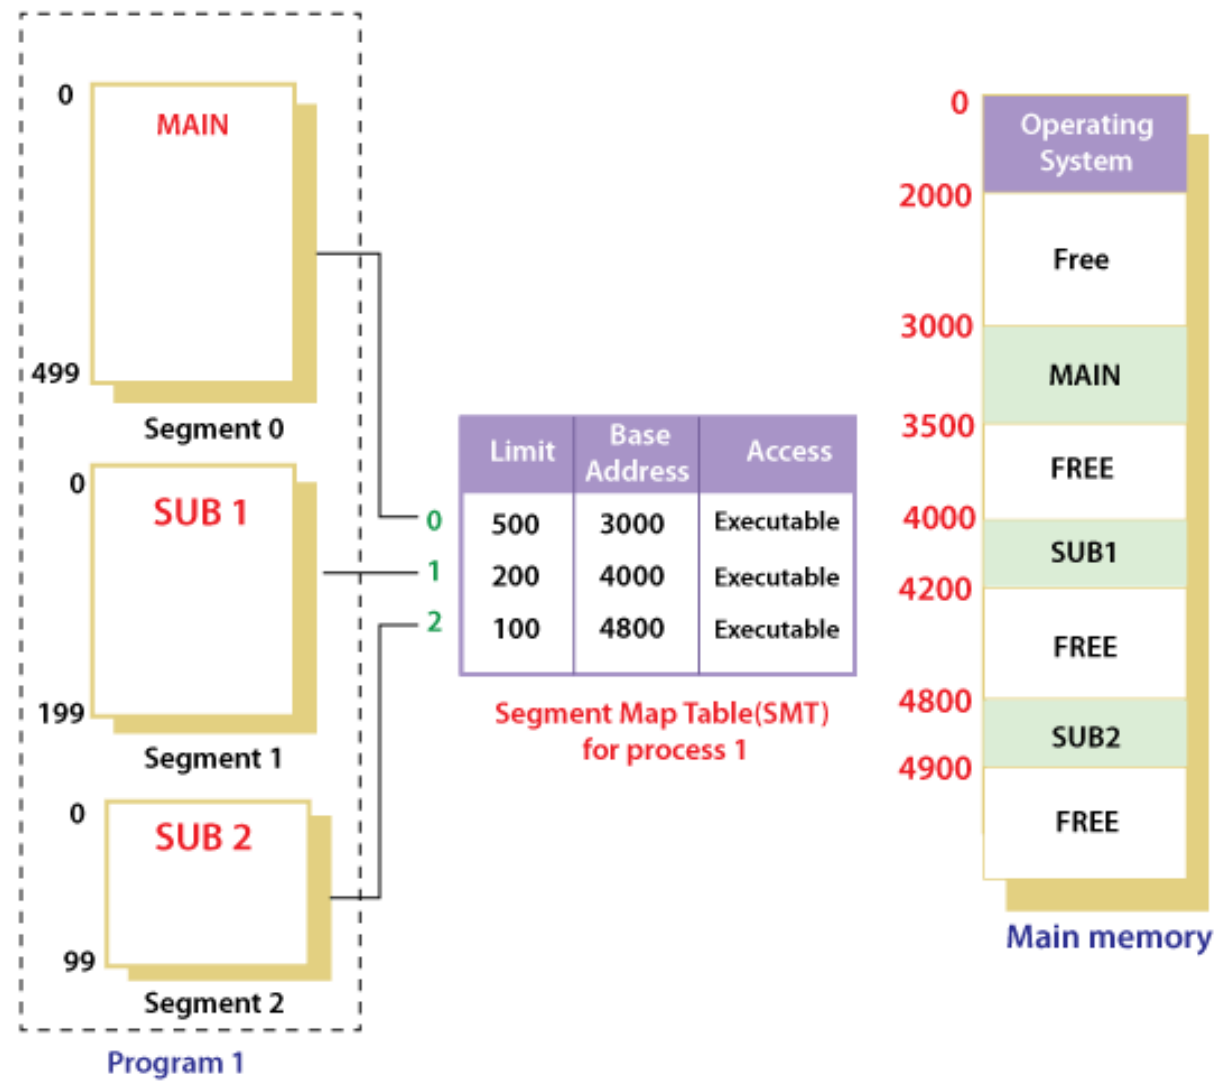 0
MAIN
499
Segment 0
0
SUB 1
199
Segment 1
0
SUB 2
99
Segment 2
Program 1
Limit Base Address Access
0 500 3000 Executable
1 200 4000 Executable
2 100 4800 Executable
Segment Map Table(SMT)
for process 1
0
Operating
System
2000
Free
3000
MAIN
3500
FREE
4000
SUB1
4200
FREE
4800
SUB2
4900
FREE
Main memory